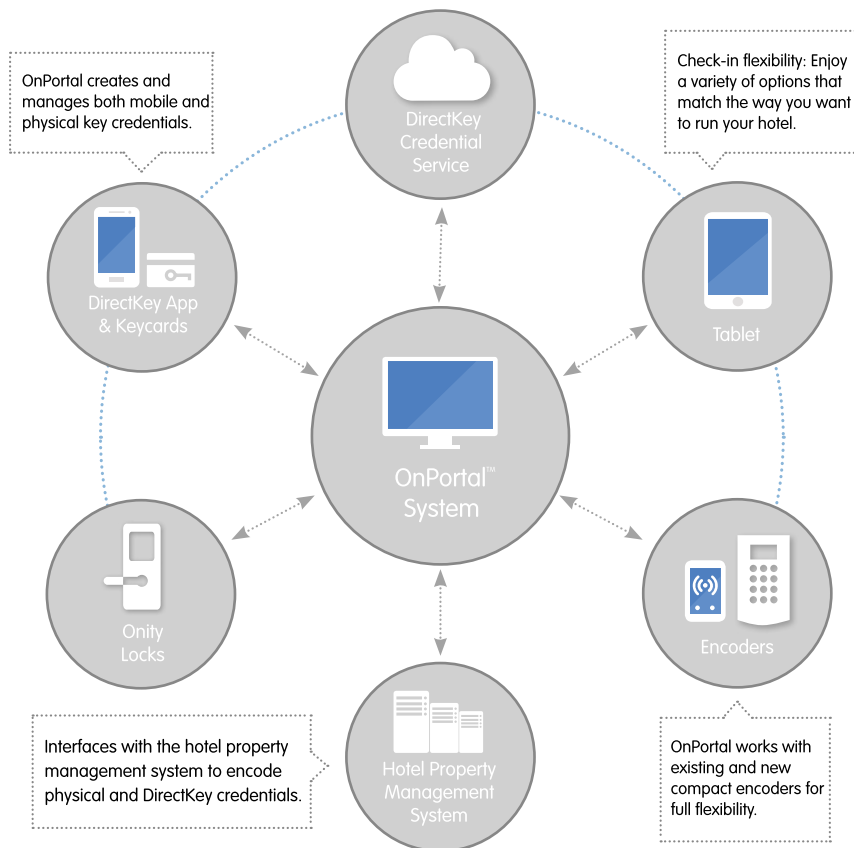 OnPortal creates and
manages both mobile and
physical key credentials.
DirectKey
Credential
Service
Check-in flexibility: Enjoy
a variety of options that
match the way you want
to run your hotel.
DirectKey App
& Keycards
Tablet
OnPortal™
System
Onity
Locks
Encoders
Interfaces with the hotel property
management system to encode
physical and DirectKey credentials.
Hotel Property
Management
System
OnPortal works with
existing and new
compact encoders for
full flexibility.